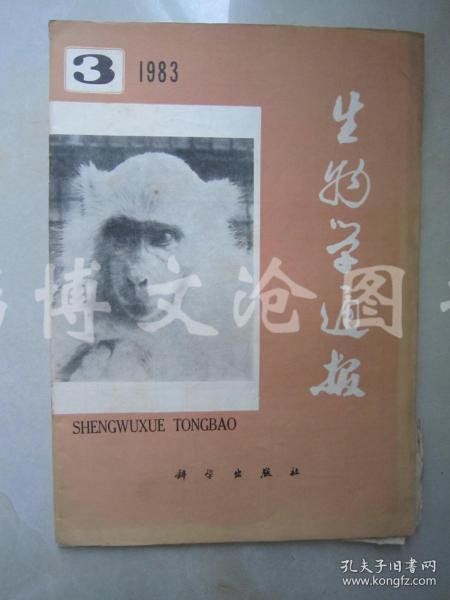 3 1983
生物学通报
SHENGWUXUE TONGBAO
科学出版社
博文沧图
孔夫子旧书网
www.kongfz.com